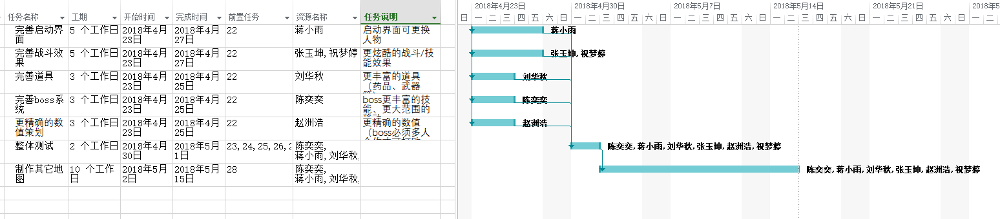 任务名称 工期 开始时间 完成时间 前置任务 资源名称 任务说明
2018年4月23日 2018年4月30日 2018年5月7日 2018年5月14日 2018年5月21日 2018年5
日 一 二 三 四 五 六 日 一 二 三 四 五 六 日 一 二 三 四 五 六 日 一 二 三 四 五 六 日 一 二 三 四 五 六 日 一 二
完善启动界面 5 个工作日 2018年4月23日 2018年4月27日 22 蒋小雨 启动界面可更换人物 蒋小雨
完善战斗效果 5 个工作日 2018年4月23日 2018年4月27日 22 张玉坤,祝梦婷 更炫酷的战斗/技能效果 张玉坤,祝梦婷
完善道具 3 个工作日 2018年4月23日 2018年4月25日 22 刘华秋 更丰富的道具（药品、武器 刘华秋
完善boss系统 3 个工作日 2018年4月23日 2018年4月25日 22 陈奕奕 boss更丰富的技能、更大范围的 陈奕奕
更精确的数值策划 3 个工作日 2018年4月23日 2018年4月25日 22 赵洲浩 更精确的数值（boss必须多人 赵洲浩
整体测试 2 个工作日 2018年4月30日 2018年5月1日 23,24,25,26,2 陈奕奕,蒋小雨,刘华秋, 陈奕奕,蒋小雨,刘华秋,张玉坤,赵洲浩,祝梦婷
制作其它地图 10 个工作日 2018年5月2日 2018年5月15日 28 陈奕奕,蒋小雨,刘华秋, 陈奕奕,蒋小雨,刘华秋,张玉坤,赵洲浩,祝梦婷